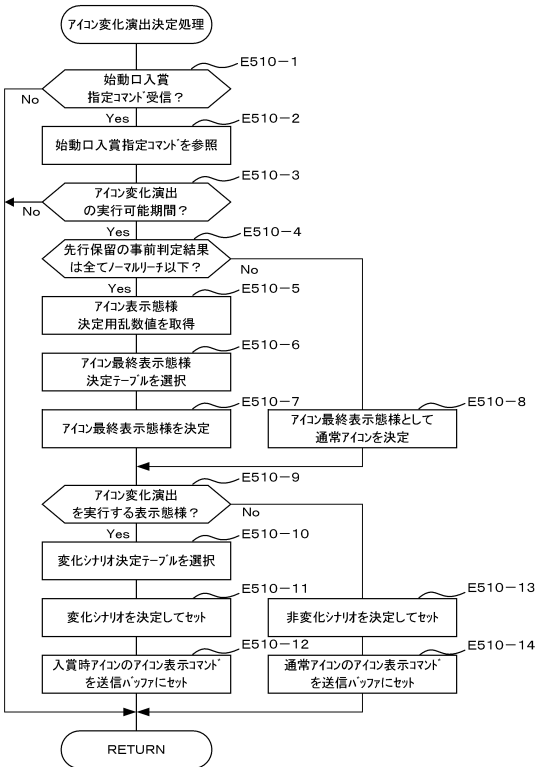 アイコン変化演出決定処理
E510－1
始動口入賞
指定コマンド受信？
No
Yes
E510－2
始動口入賞指定コマンドを参照
E510－3
アイコン変化演出
の実行可能期間？
No
Yes
E510－4
先行保留の事前判定結果
は全てノーマルリーチ以下？
No
Yes
E510－5
アイコン表示態様
決定用乱数値を取得
E510－6
アイコン最終表示態様
決定テーブルを選択
E510－7
アイコン最終表示態様を決定
E510－8
アイコン最終表示態様として
通常アイコンを決定
E510－9
アイコン変化演出
を実行する表示態様？
No
Yes
E510－10
変化シナリオ決定テーブルを選択
E510－11
変化シナリオを決定してセット
E510－13
非変化シナリオを決定してセット
E510－12
入賞時アイコンのアイコン表示コマンド
を送信バッファにセット
E510－14
通常アイコンのアイコン表示コマンド
を送信バッファにセット
RETURN